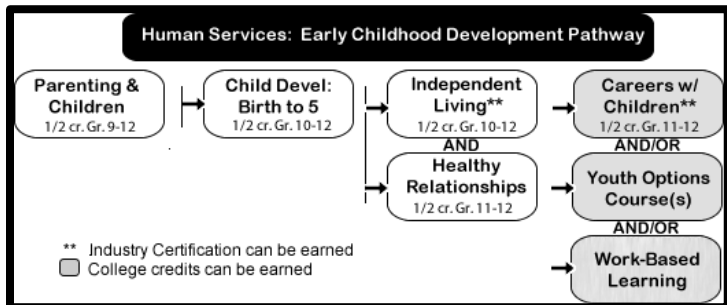 Human Services: Early Childhood Development Pathway
Parenting &
Children
1/2 cr. Gr. 9-12
Child Devel:
Birth to 5
1/2 cr. Gr. 10-12
Independent
Living**
1/2 cr. Gr. 10-12
AND
Healthy
Relationships
1/2 cr. Gr. 11-12
Careers w/
Children**
1/2 cr. Gr. 11-12
AND/OR
Youth Options
Course(s)
AND/OR
Work-Based
Learning
** Industry Certification can be earned
College credits can be earned